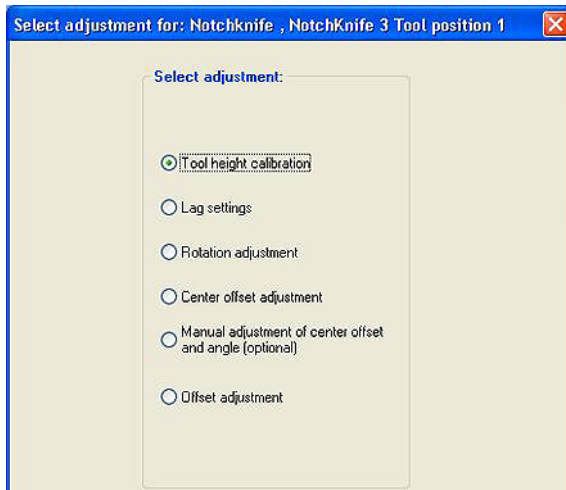 Select adjustment for: Notchknife , NotchKnife 3 Tool position 1
Select adjustment:
Tool height calibration
Lag settings
Rotation adjustment
Center offset adjustment
Manual adjustment of center offset
and angle (optional)
Offset adjustment